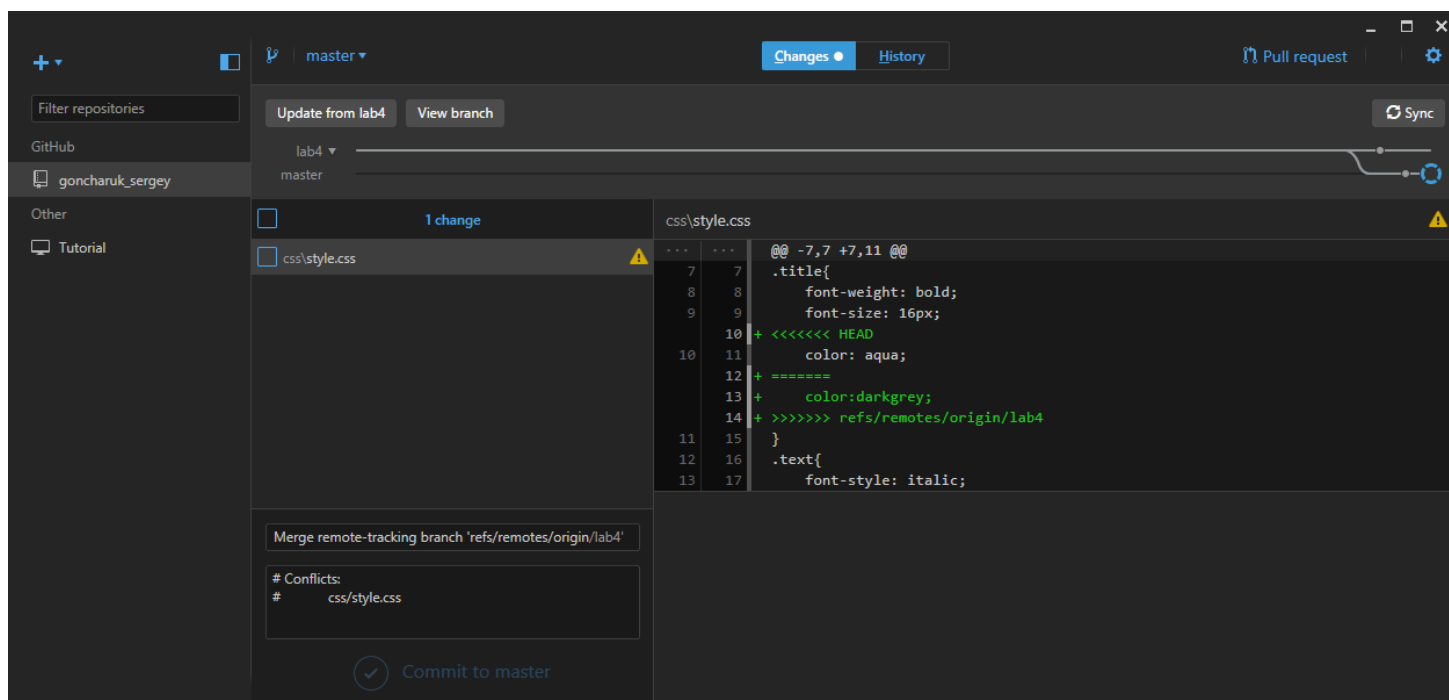 master
Changes
History
Pull request
Filter repositories
Update from lab4
View branch
Sync
GitHub
lab4
master
goncharuk_sergey
Other
Tutorial
1 change
css\style.css
css\style.css
... ... @@ -7,7 +7,11 @@
7 7 .title{
8 8 font-weight: bold;
9 9 font-size: 16px;
10 + <<<<<<< HEAD
10 11 color: aqua;
12 + =======
13 + color:darkgrey;
14 + >>>>>>> refs/remotes/origin/lab4
11 15 }
12 16 .text{
13 17 font-style: italic;
Merge remote-tracking branch 'refs/remotes/origin/lab4'
# Conflicts:
# css/style.css
Commit to master